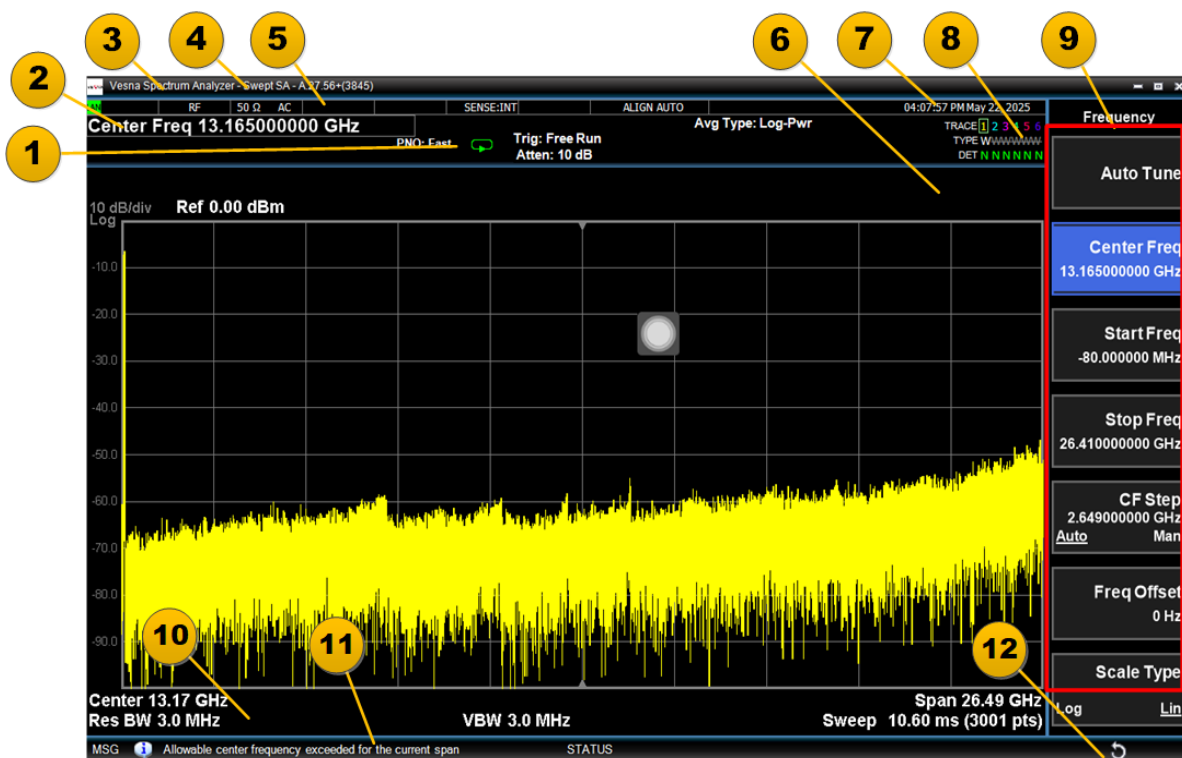 3
4
5
6
7
8
9
2
Vesna Spectrum Analyzer - Swept SA - A.27.56+(3845)
RF 50 Ω AC SENSE:INT ALIGN AUTO 04:07:57 PM May 22, 2025
Frequency
Center Freq 13.165000000 GHz
Avg Type: Log-Pwr
TRACE 1 2 3 4 5 6
1
PNO: Fast
Trig: Free Run
TYPE W
Atten: 10 dB
DET N N N N N N
Auto Tune
10 dB/div Ref 0.00 dBm
Log
Center Freq
13.165000000 GHz
-10.0
-20.0
Start Freq
-80.000000 MHz
-30.0
-40.0
Stop Freq
26.410000000 GHz
-50.0
-60.0
CF Step
2.649000000 GHz
Auto Man
-70.0
-80.0
Freq Offset
0 Hz
-90.0
10
11
12
Scale Type
Log Lin
Center 13.17 GHz Span 26.49 GHz
Res BW 3.0 MHz VBW 3.0 MHz Sweep 10.60 ms (3001 pts)
MSG Allowable center frequency exceeded for the current span STATUS